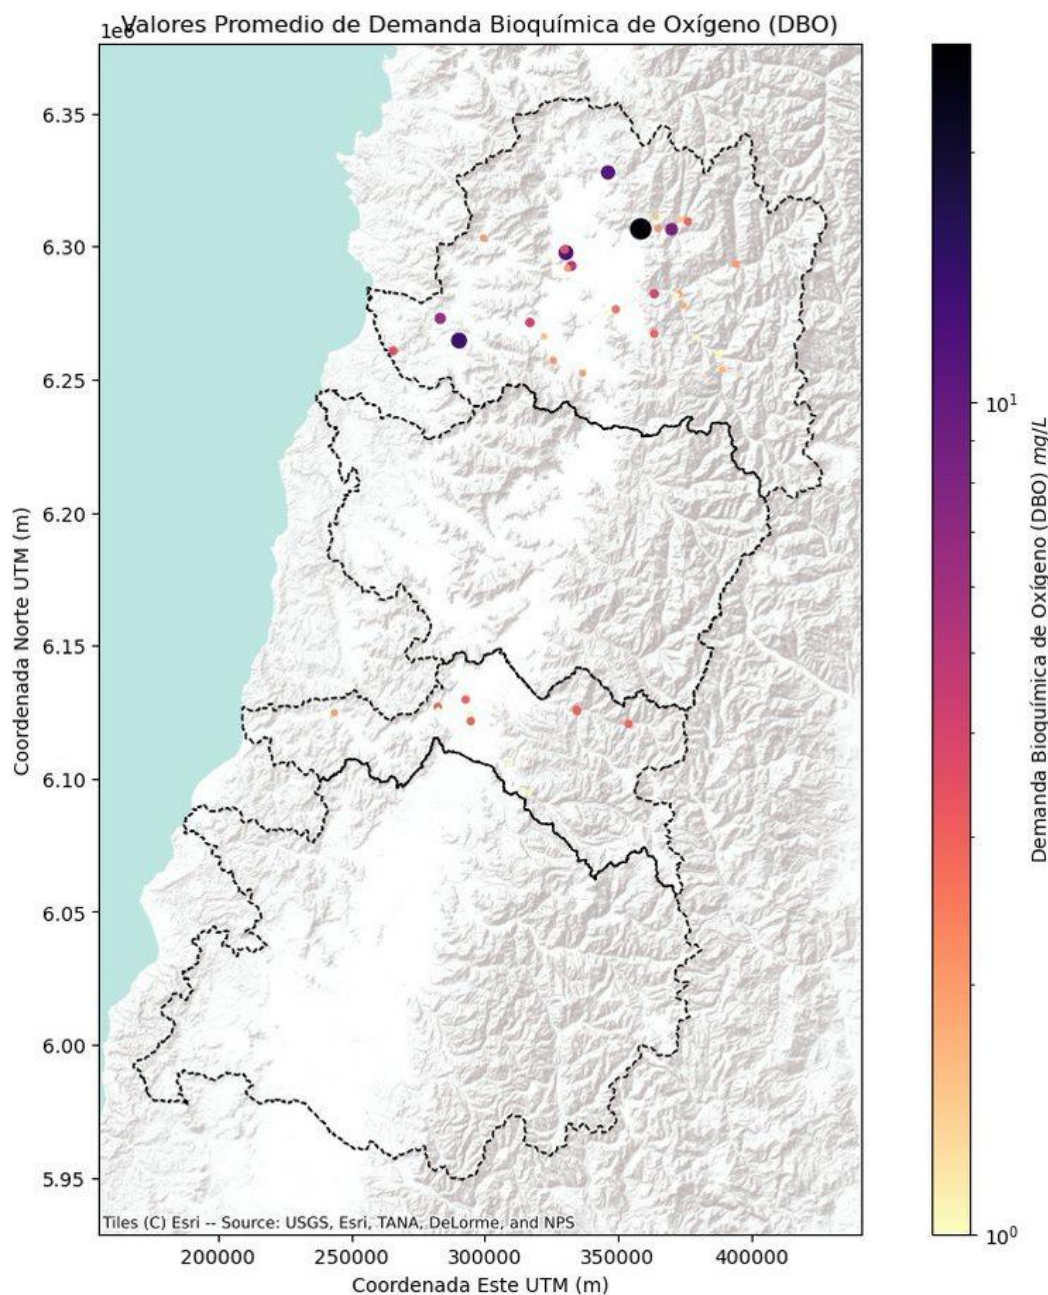 Valores Promedio de Demanda Bioquímica de Oxígeno (DBO)
1e6
6.35
6.30
6.25
6.20
6.15
6.10
6.05
6.00
5.95
Coordenada Norte UTM (m)
Tiles (C) Esri -- Source: USGS, Esri, TANA, DeLorme, and NPS
200000 250000 300000 350000 400000
Coordenada Este UTM (m)
10¹
10⁰
Demanda Bioquímica de Oxígeno (DBO) mg/L